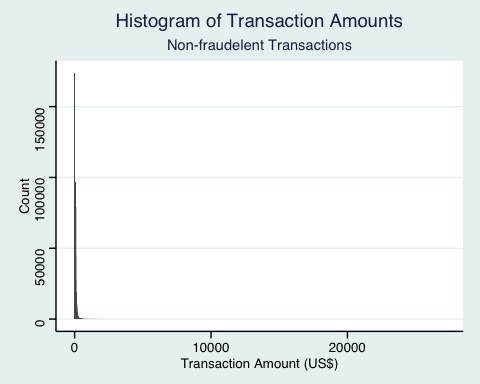 Histogram of Transaction Amounts
Non-fraudelent Transactions
Count
150000
100000
50000
0
0 10000 20000
Transaction Amount (US$)